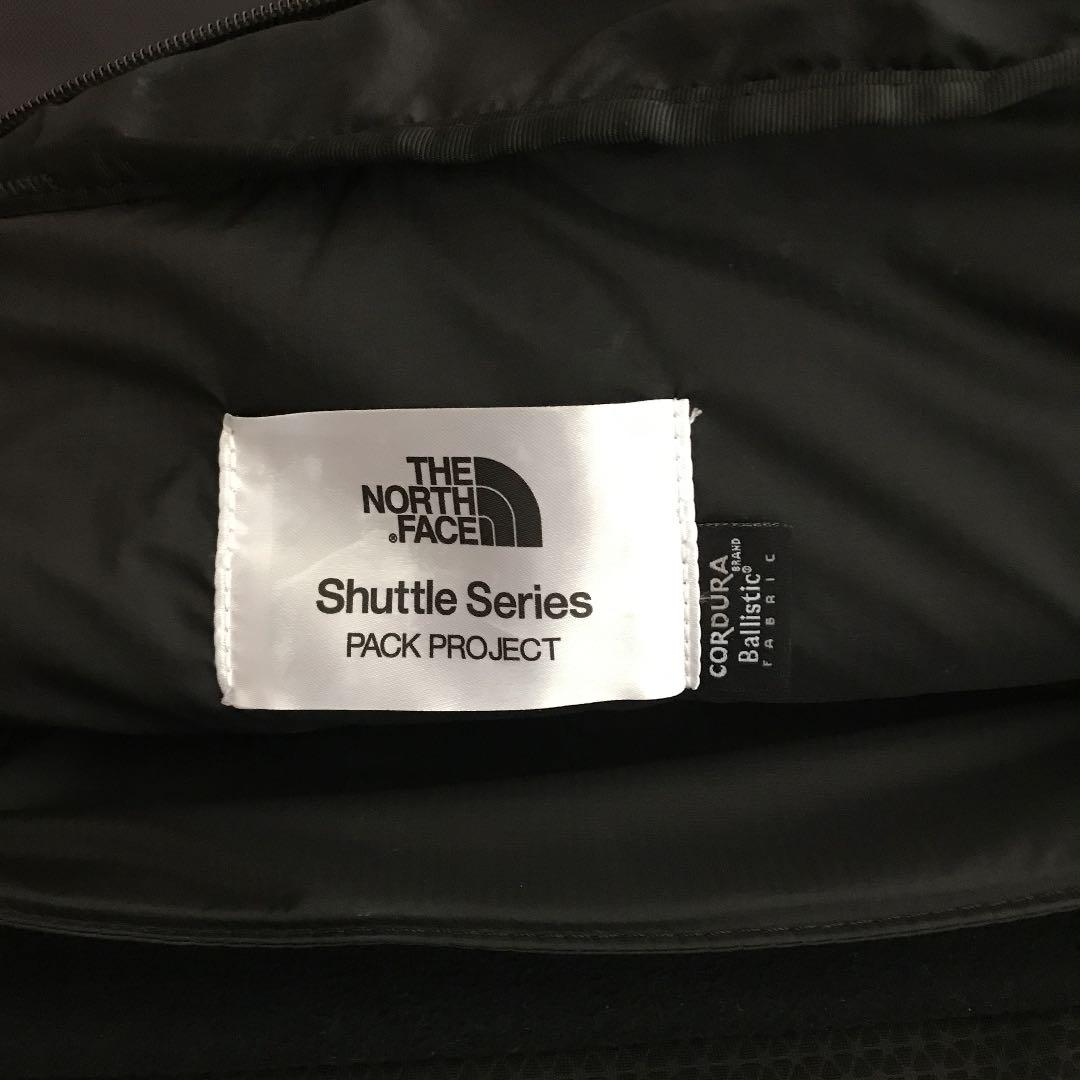 THE
NORTH
®FACE
Shuttle Series
PACK PROJECT
CORDURA BRAND
Ballistic®
FABRIC